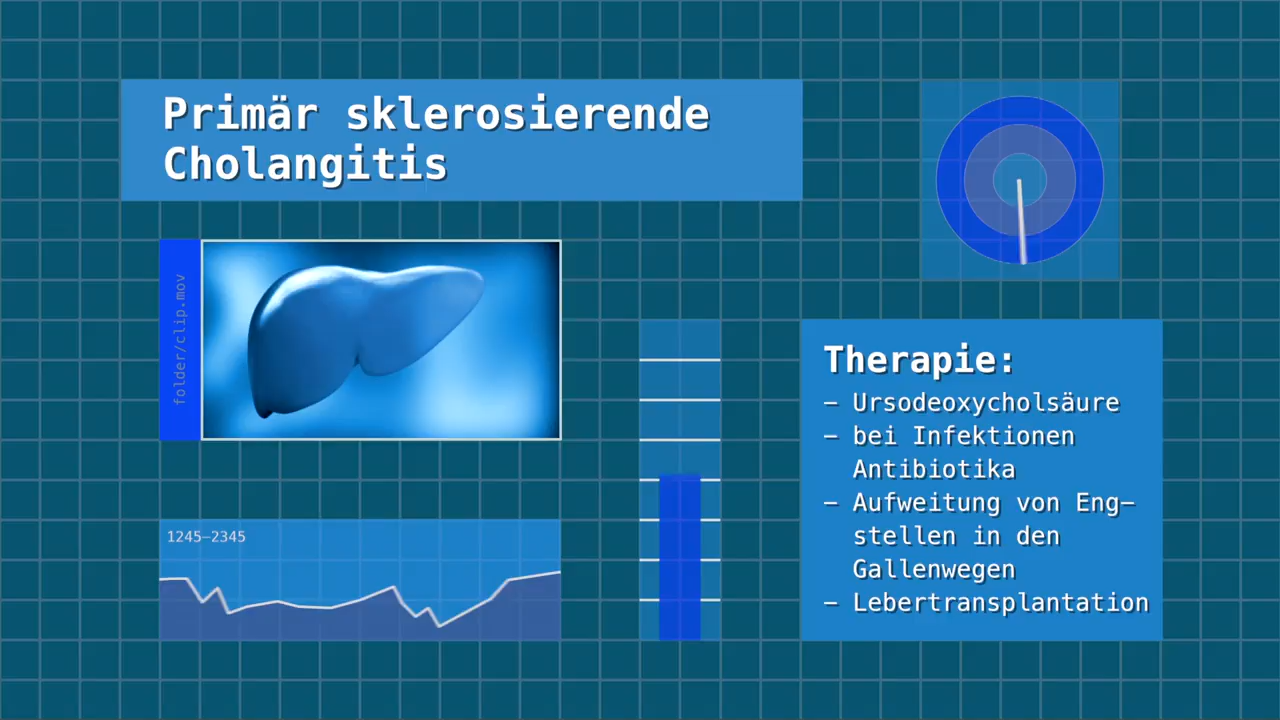 Primär sklerosierende
Cholangitis
folder/clip.mov
1245–2345
Therapie:
– Ursodeoxycholsäure
– bei Infektionen
Antibiotika
– Aufweitung von Eng–
stellen in den
Gallenwegen
– Lebertransplantation